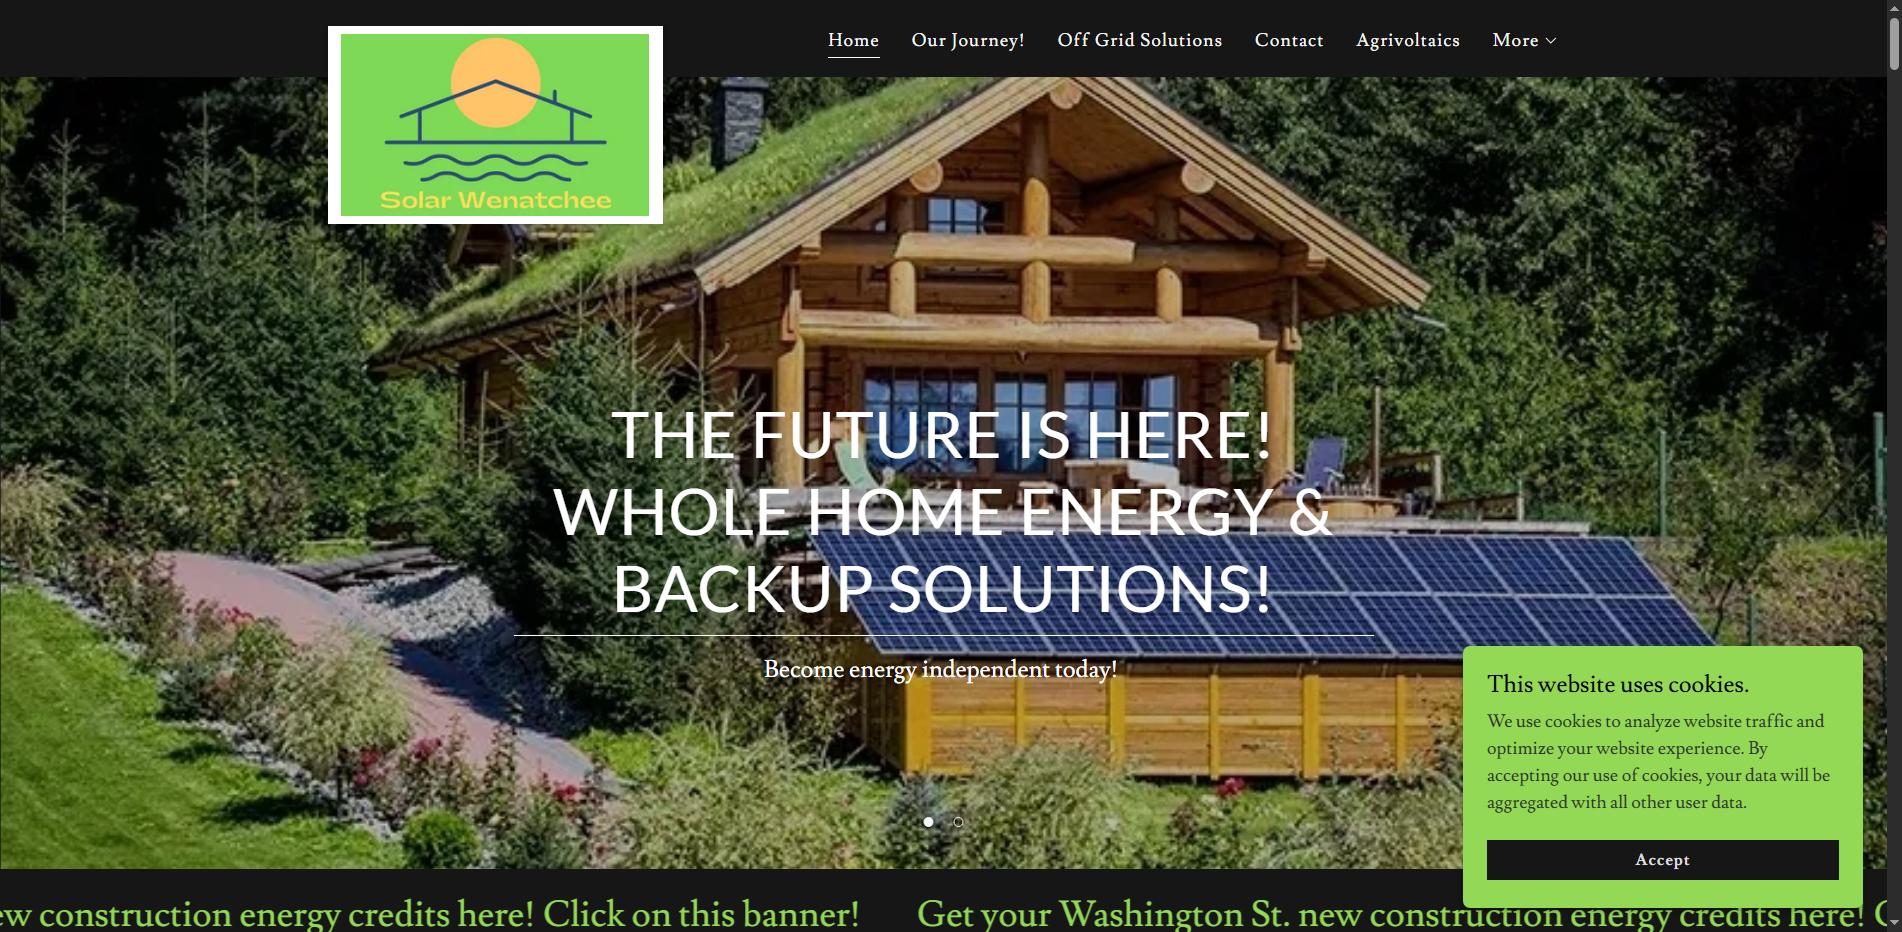 Home Our Journey! Off Grid Solutions Contact Agrivoltaics More
Solar Wenatchee
THE FUTURE IS HERE!
WHOLE HOME ENERGY &
BACKUP SOLUTIONS!
Become energy independent today!
This website uses cookies.
We use cookies to analyze website traffic and
optimize your website experience. By
accepting our use of cookies, your data will be
aggregated with all other user data.
Accept
construction energy credits here! Click on this banner! Get your Washington St. new construction energy credits here!